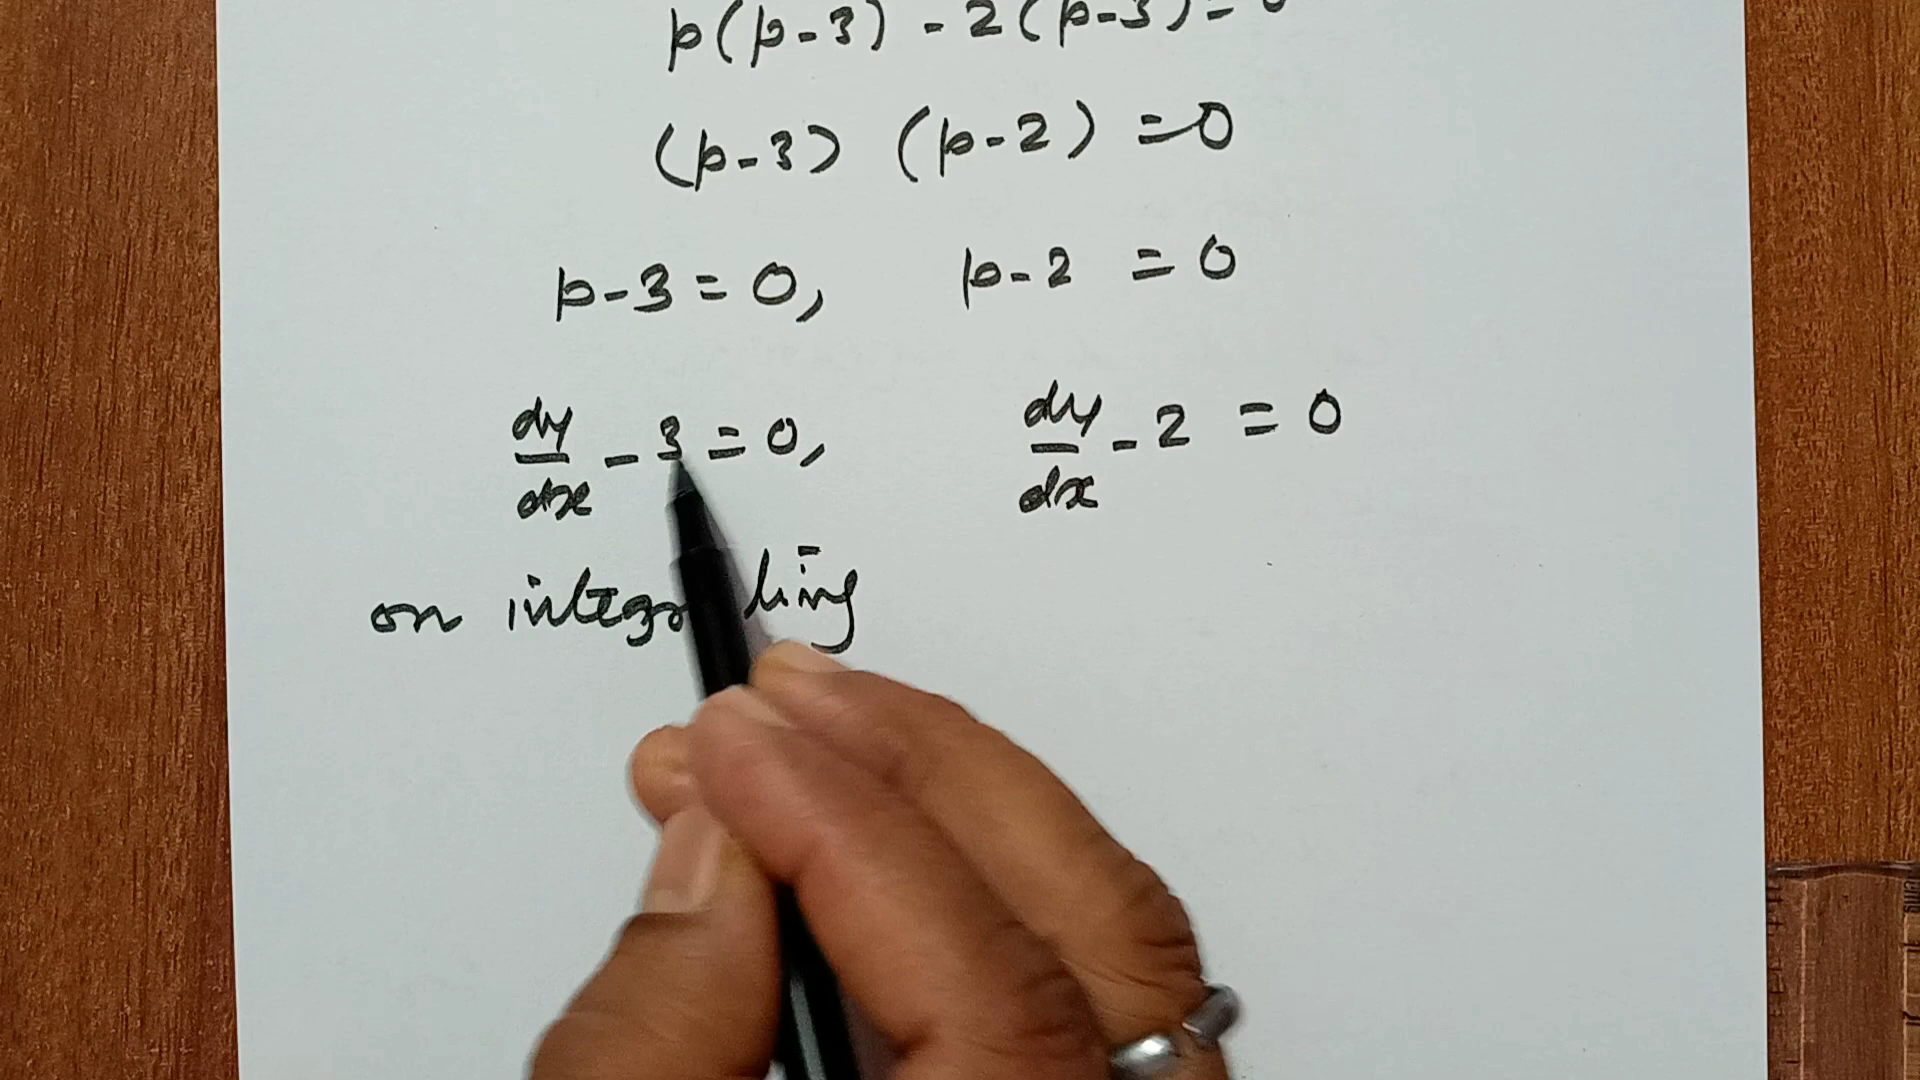 p(p-3) - 2(p-3) = 0
(p-3) (p-2) = 0
p-3 = 0, p-2 = 0
dy/dx - 3 = 0, dy/dx - 2 = 0
on integrating